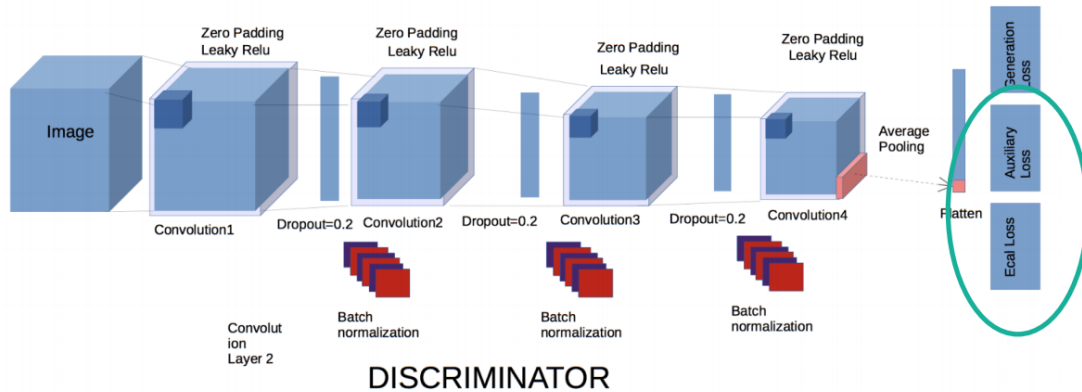 Zero Padding
Leaky Relu
Zero Padding
Leaky Relu
Zero Padding
Leaky Relu
Zero Padding
Leaky Relu
Image
Average
Pooling
Generation
Loss
Auxiliary
Loss
Ecal Loss
Flatten
Convolution1
Dropout=0.2
Convolution2
Dropout=0.2
Convolution3
Dropout=0.2
Convolution4
Batch
normalization
Batch
normalization
Batch
normalization
Convolut
ion
Layer 2
DISCRIMINATOR